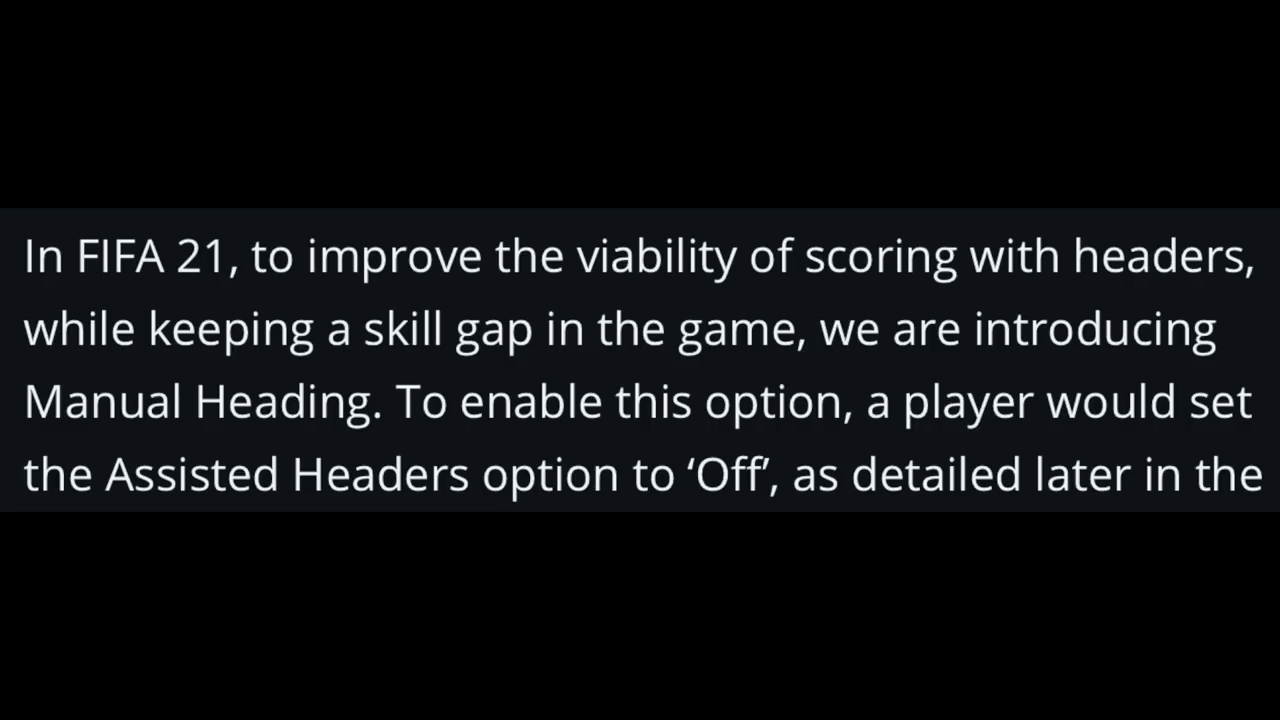 In FIFA 21, to improve the viability of scoring with headers,
while keeping a skill gap in the game, we are introducing
Manual Heading. To enable this option, a player would set
the Assisted Headers option to ‘Off’, as detailed later in the